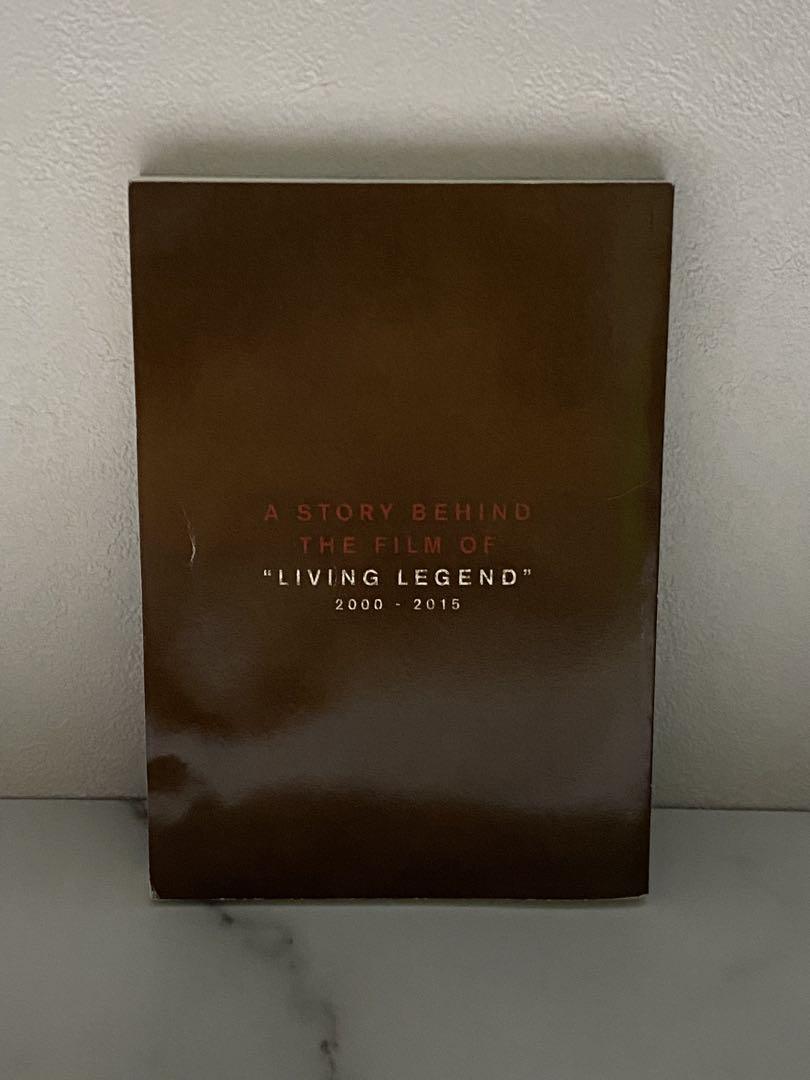 A STORY BEHIND
THE FILM OF
“LIVING LEGEND”
2000 - 2015